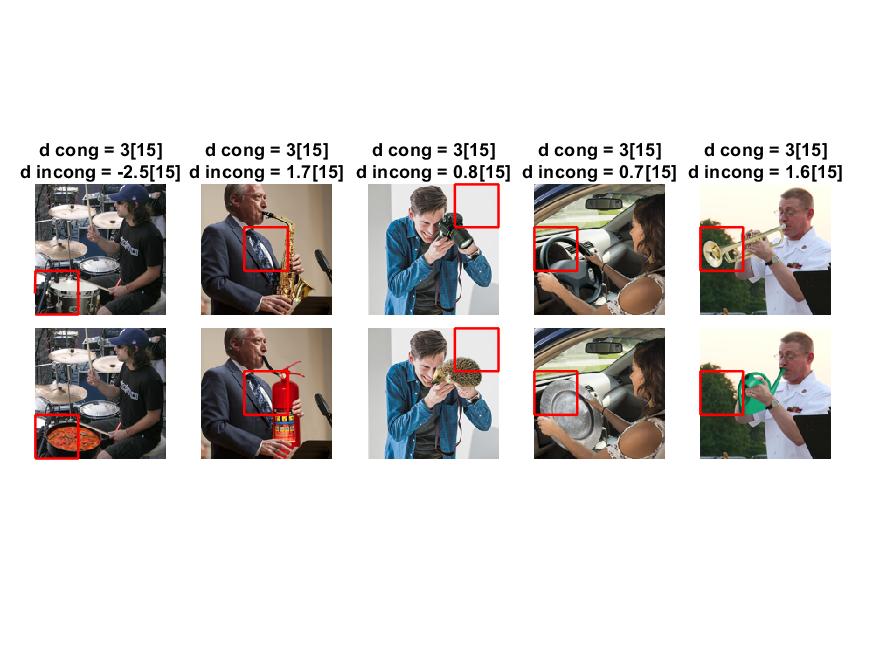 d cong = 3[15]
d incong = -2.5[15]
d cong = 3[15]
d incong = 1.7[15]
d cong = 3[15]
d incong = 0.8[15]
d cong = 3[15]
d incong = 0.7[15]
d cong = 3[15]
d incong = 1.6[15]